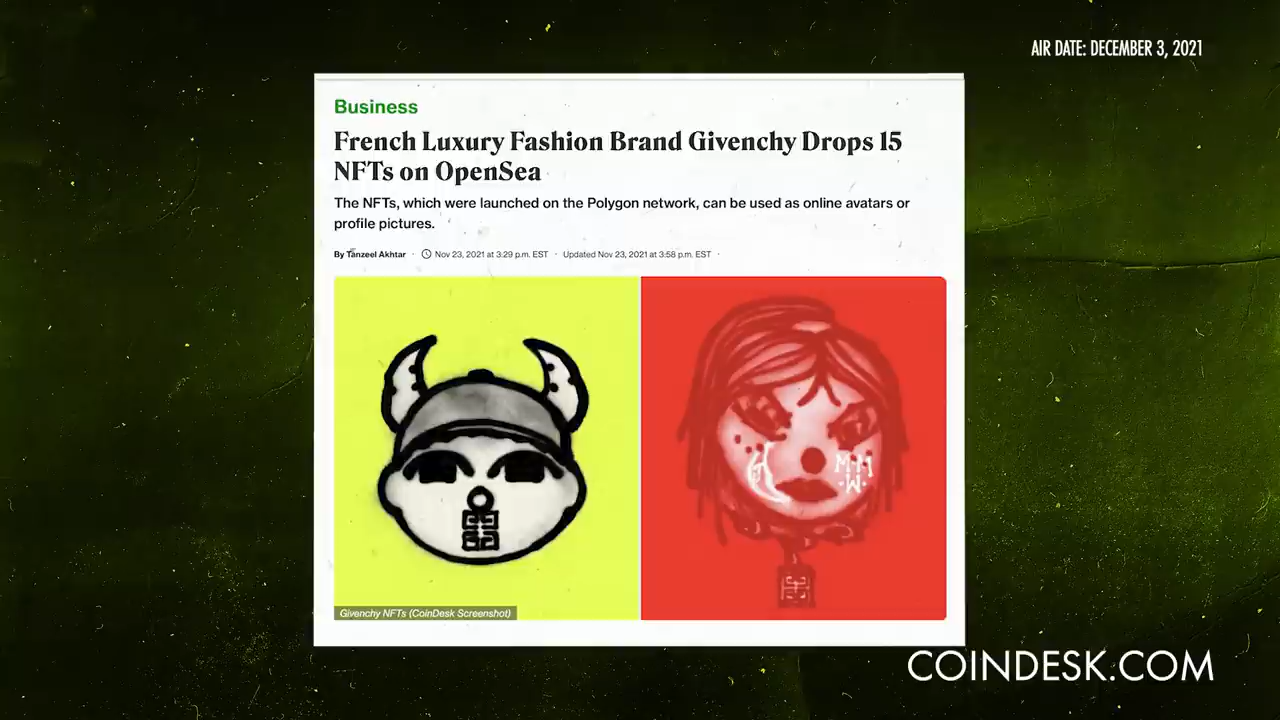 AIR DATE: DECEMBER 3, 2021
Business
French Luxury Fashion Brand Givenchy Drops 15
NFTs on OpenSea
The NFTs, which were launched on the Polygon network, can be used as online avatars or
profile pictures.
By Tanzeel Akhtar · Nov 23, 2021 at 3:29 p.m. EST · Updated Nov 23, 2021 at 3:58 p.m. EST ·
Givenchy NFTs (CoinDesk Screenshot)
COINDESK.COM